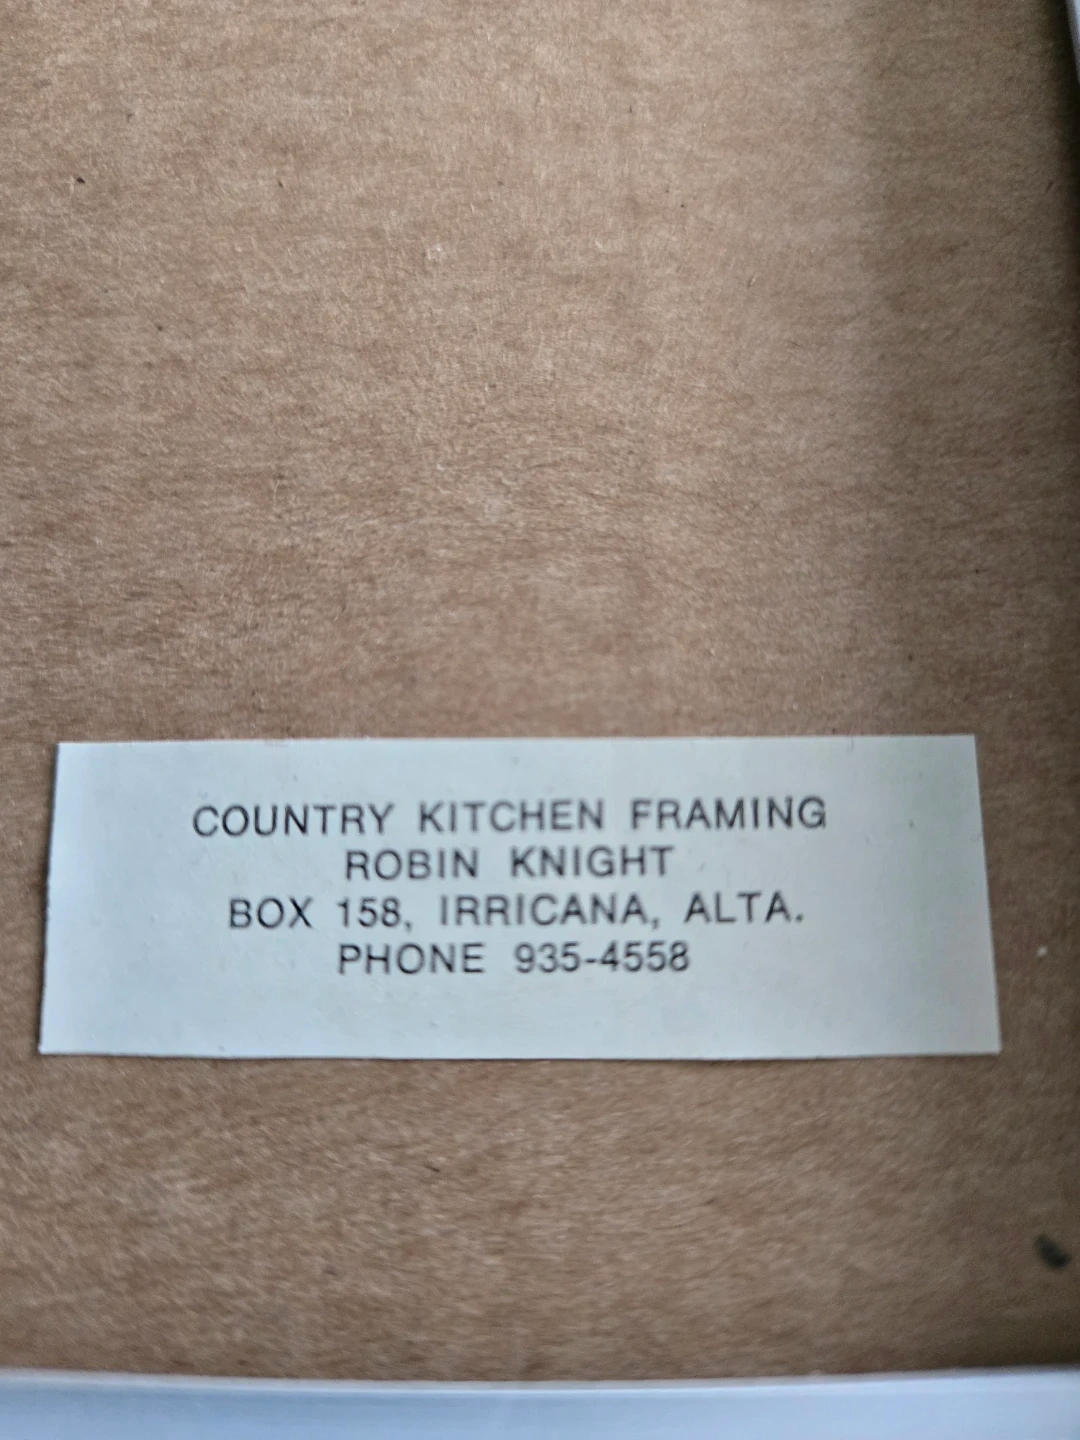 COUNTRY KITCHEN FRAMING
ROBIN KNIGHT
BOX 158, IRRICANA, ALTA.
PHONE 935-4558